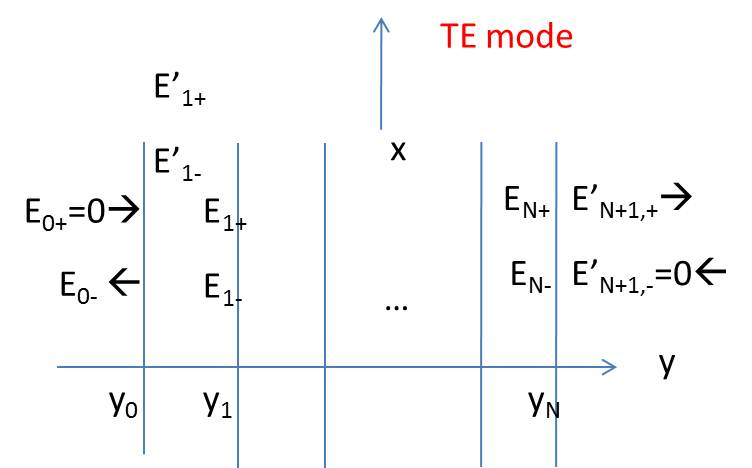 TE mode
E’1+
x
E’1-
E0+=0→ E1+ EN+ E’N+1,+→
E0- ← E1- EN- E’N+1,-=0←
...
y
y0 y1 yN